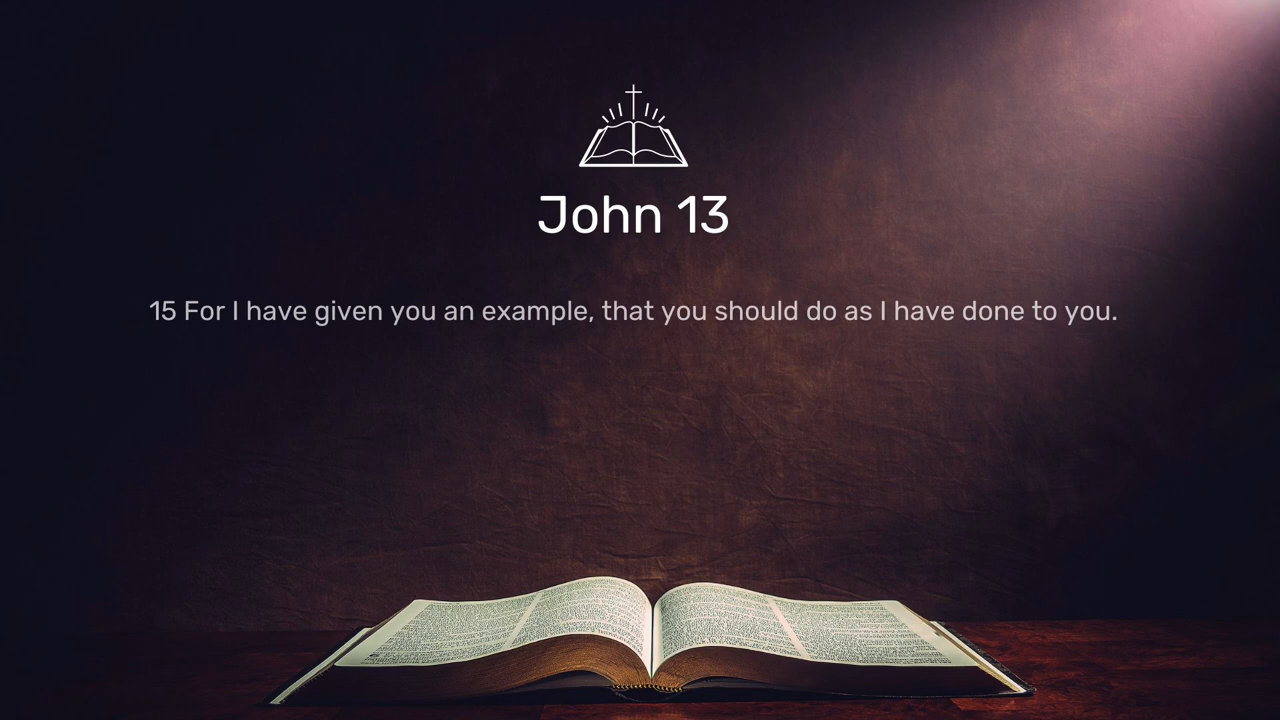 John 13
15 For I have given you an example, that you should do as I have done to you.